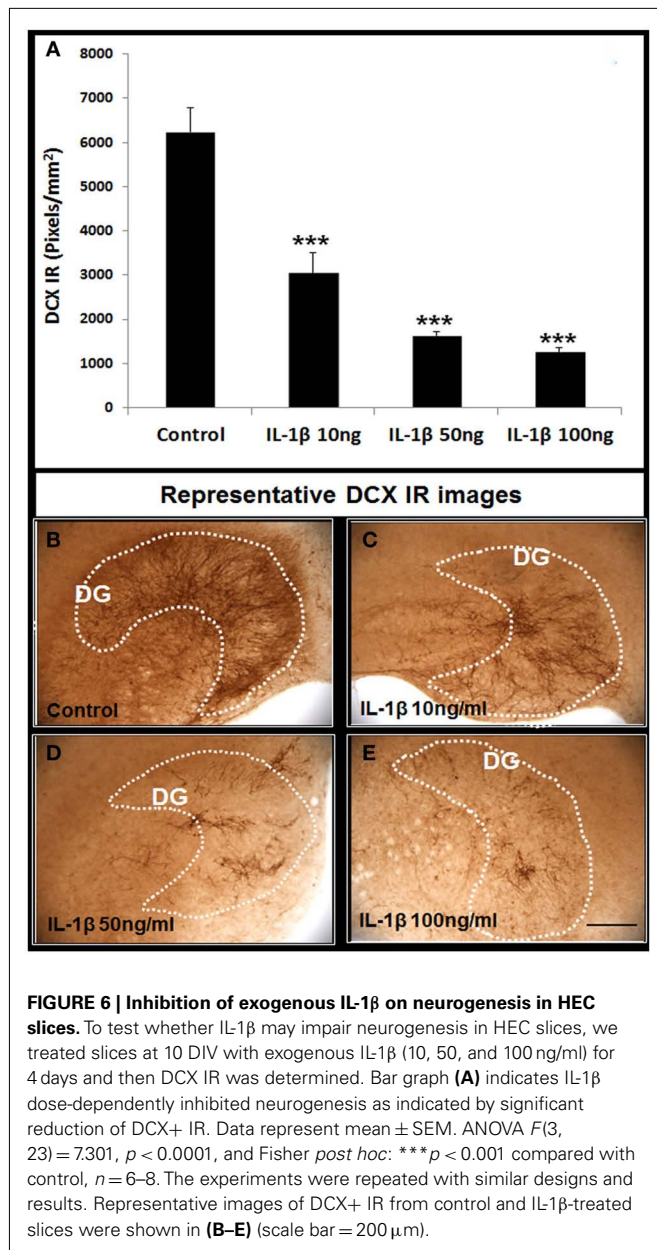 A
8000
7000
6000
5000
4000
3000
2000
1000
0
DCX IR (Pixels/mm²)
***
***
***
Control
IL-1β 10ng
IL-1β 50ng
IL-1β 100ng
Representative DCX IR images
B
DG
Control
C
DG
IL-1β 10ng/ml
D
DG
IL-1β 50ng/ml
E
DG
IL-1β 100ng/ml
FIGURE 6 | Inhibition of exogenous IL-1β on neurogenesis in HEC
slices. To test whether IL-1β may impair neurogenesis in HEC slices, we
treated slices at 10 DIV with exogenous IL-1β (10, 50, and 100 ng/ml) for
4 days and then DCX IR was determined. Bar graph (A) indicates IL-1β
dose-dependently inhibited neurogenesis as indicated by significant
reduction of DCX+ IR. Data represent mean ± SEM. ANOVA F(3,
23) = 7.301, p < 0.0001, and Fisher post hoc: ***p < 0.001 compared with
control, n = 6–8. The experiments were repeated with similar designs and
results. Representative images of DCX+ IR from control and IL-1β-treated
slices were shown in (B–E) (scale bar = 200 μm).